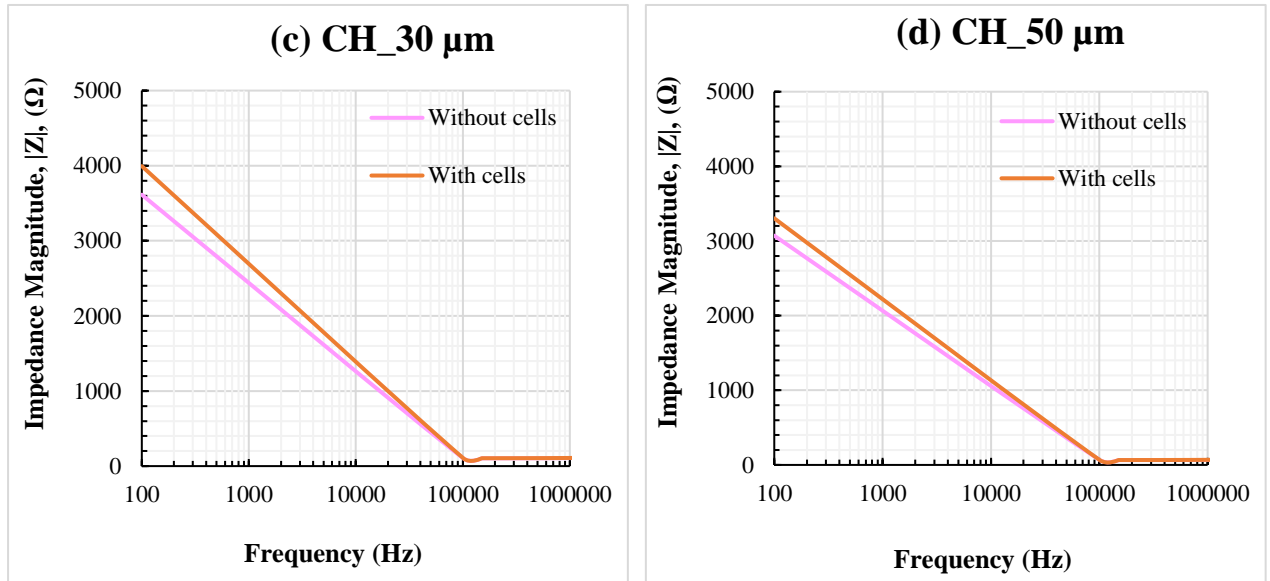 (c) CH_30 µm
Impedance Magnitude, |Z|, (Ω)
5000
4000
3000
2000
1000
0
Without cells
With cells
100
1000
10000
100000
1000000
Frequency (Hz)
(d) CH_50 µm
Impedance Magnitude, |Z|, (Ω)
5000
4000
3000
2000
1000
0
Without cells
With cells
100
1000
10000
100000
1000000
Frequency (Hz)